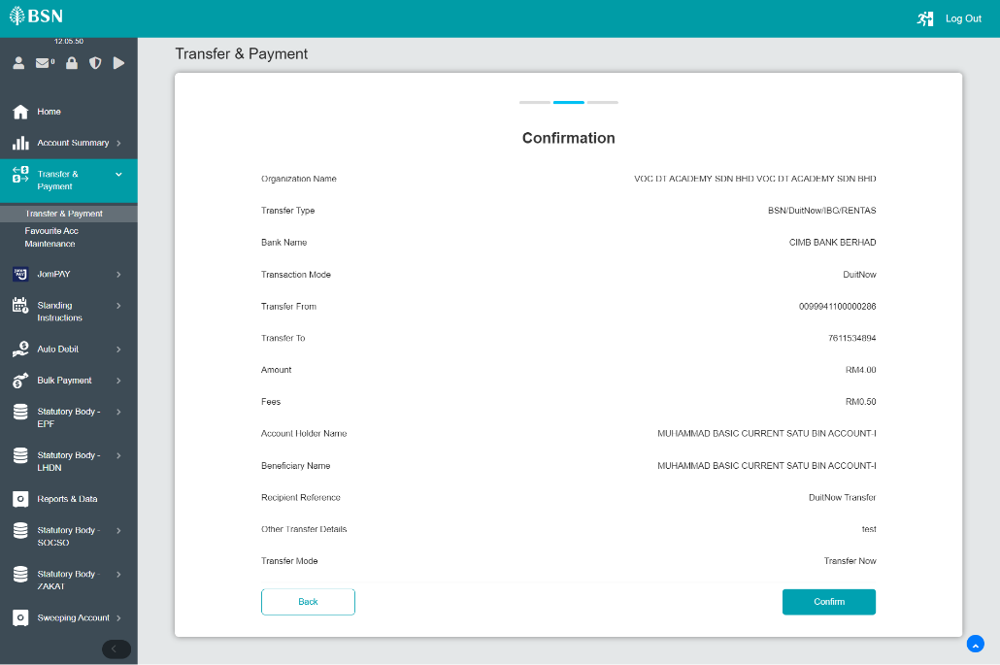 BSN
Log Out
12.05.50
0
Home
Account Summary
Transfer &
Payment
Transfer & Payment
Favourite Acc
Maintenance
JomPAY
Standing
Instructions
Auto Debit
Bulk Payment
Statutory Body -
EPF
Statutory Body -
LHDN
Reports & Data
Statutory Body -
SOCSO
Statutory Body -
ZAKAT
Sweeping Account
Transfer & Payment
Confirmation
Organization Name VOC DT ACADEMY SDN BHD VOC DT ACADEMY SDN BHD
Transfer Type BSN/DuitNow/IBG/RENTAS
Bank Name CIMB BANK BERHAD
Transaction Mode DuitNow
Transfer From 0099941100000286
Transfer To 7611534894
Amount RM4.00
Fees RM0.50
Account Holder Name MUHAMMAD BASIC CURRENT SATU BIN ACCOUNT-I
Beneficiary Name MUHAMMAD BASIC CURRENT SATU BIN ACCOUNT-I
Recipient Reference DuitNow Transfer
Other Transfer Details test
Transfer Mode Transfer Now
Back Confirm